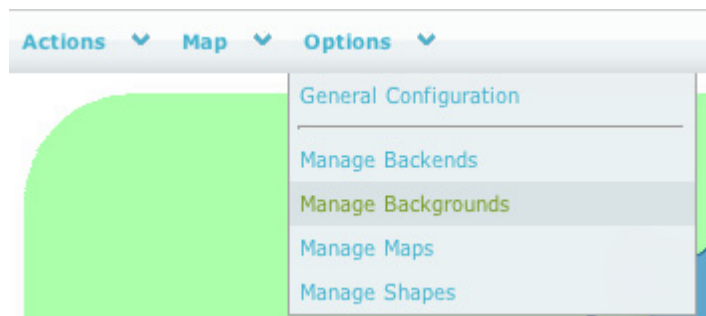 Actions Map Options
General Configuration
Manage Backends
Manage Backgrounds
Manage Maps
Manage Shapes